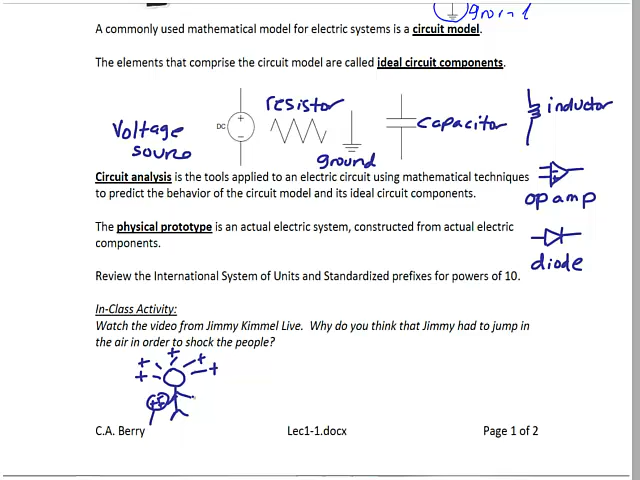 ground
A commonly used mathematical model for electric systems is a circuit model.
The elements that comprise the circuit model are called ideal circuit components.
resistor
inductor
DC
+
−
Voltage
source
capacitor
ground
Circuit analysis is the tools applied to an electric circuit using mathematical techniques
to predict the behavior of the circuit model and its ideal circuit components.
op amp
The physical prototype is an actual electric system, constructed from actual electric
components.
diode
Review the International System of Units and Standardized prefixes for powers of 10.
In-Class Activity:
Watch the video from Jimmy Kimmel Live. Why do you think that Jimmy had to jump in
the air in order to shock the people?
+ + + + +
C.A. Berry Lec1-1.docx Page 1 of 2